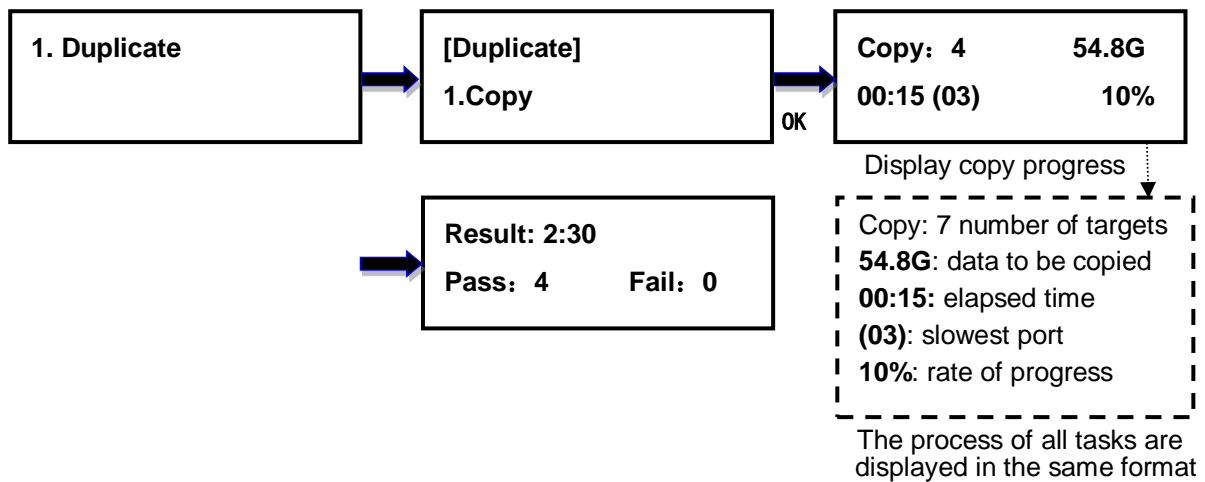 1. Duplicate
[Duplicate]
1.Copy
OK
Copy：4 54.8G
00:15 (03) 10%
Display copy progress
Copy: 7 number of targets
54.8G: data to be copied
00:15: elapsed time
(03): slowest port
10%: rate of progress
The process of all tasks are
displayed in the same format
Result: 2:30
Pass：4 Fail：0